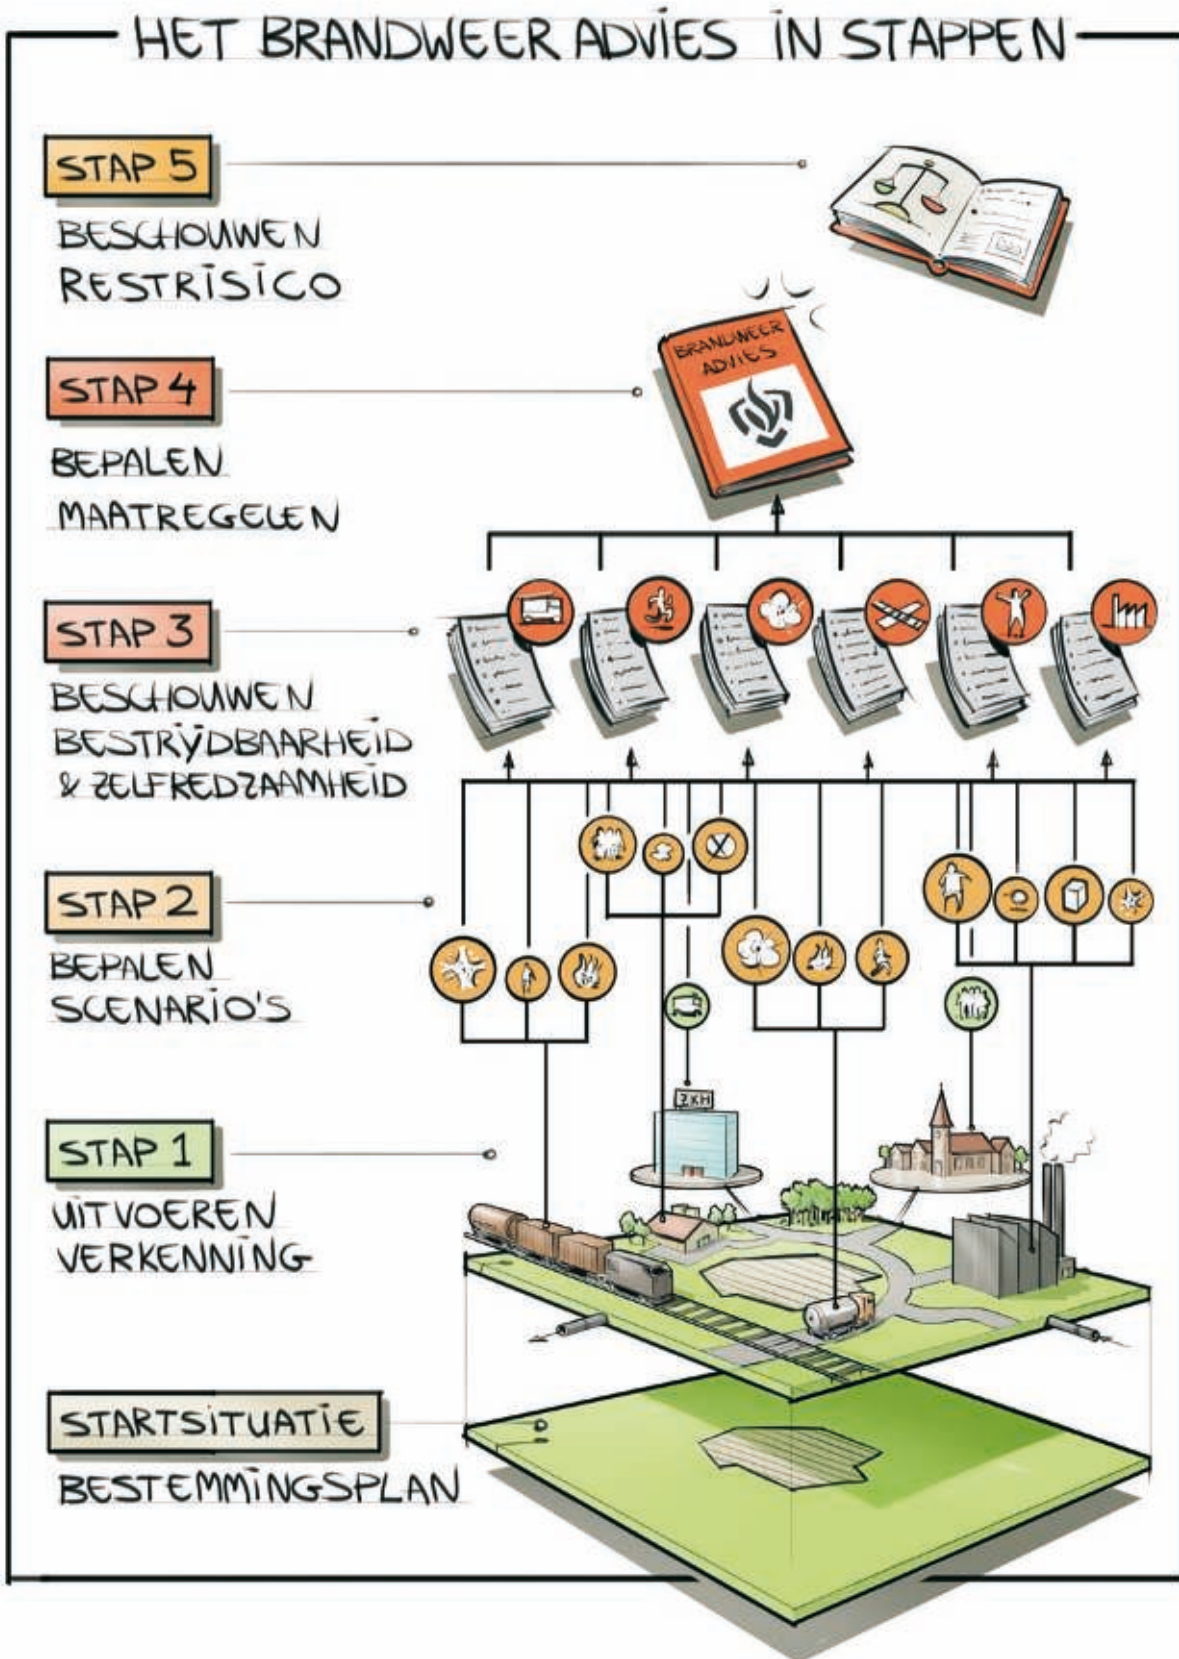 HET BRANDWEER ADVIES IN STAPPEN
STAP 5
BESCHOUWEN
RESTRISICO
BRANDWEER
ADVIES
STAP 4
BEPALEN
MAATREGELEN
STAP 3
BESCHOUWEN
BESTRIJDBAARHEID
& ZELFREDZAAMHEID
STAP 2
BEPALEN
SCENARIO'S
ZKH
STAP 1
UITVOEREN
VERKENNING
STARTSITUATIE
BESTEMMINGSPLAN